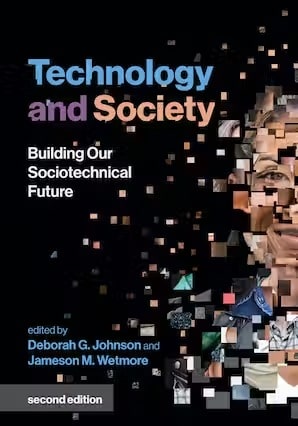 Technology
and Society
Building Our
Sociotechnical
Future
edited by
Deborah G. Johnson and
Jameson M. Wetmore
second edition